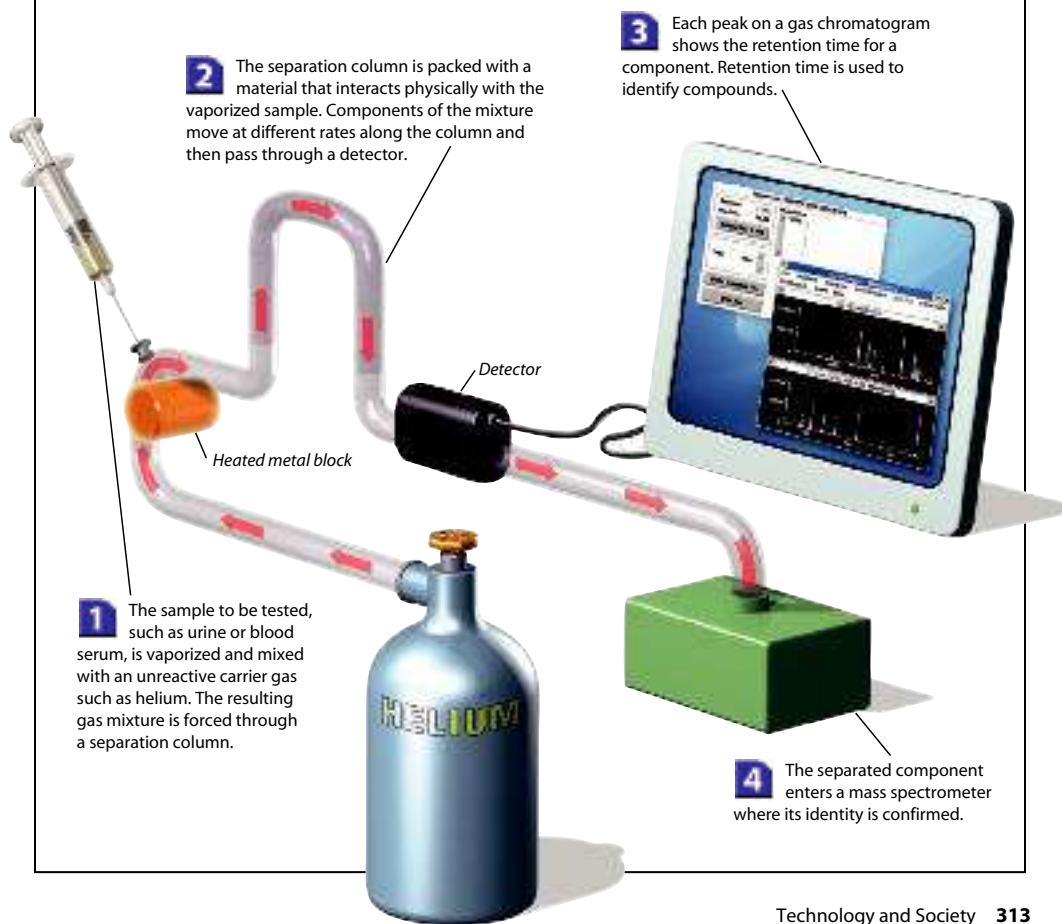 2 The separation column is packed with a
material that interacts physically with the
vaporized sample. Components of the mixture
move at different rates along the column and
then pass through a detector.
3 Each peak on a gas chromatogram
shows the retention time for a
component. Retention time is used to
identify compounds.
Detector
Heated metal block
1 The sample to be tested,
such as urine or blood
serum, is vaporized and mixed
with an unreactive carrier gas
such as helium. The resulting
gas mixture is forced through
a separation column.
HELIUM
4 The separated component
enters a mass spectrometer
where its identity is confirmed.
Technology and Society 313